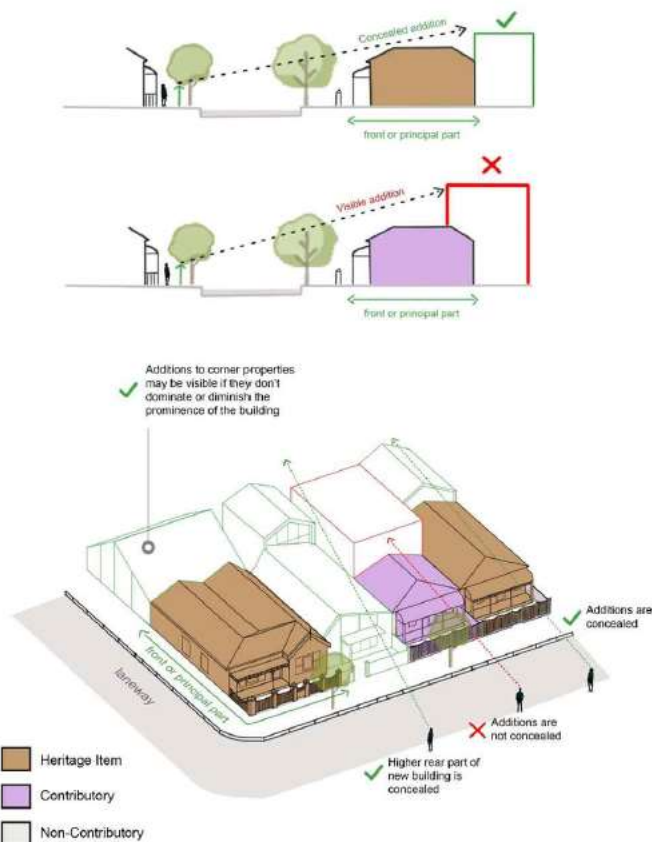 Concealed addition
front or principal part
Visible addition
front or principal part
Additions to corner properties
may be visible if they don't
dominate or diminish the
prominence of the building
Additions are
concealed
front or principal part
laneway
Additions are
not concealed
Higher rear part of
new building is
concealed
Heritage Item
Contributory
Non-Contributory